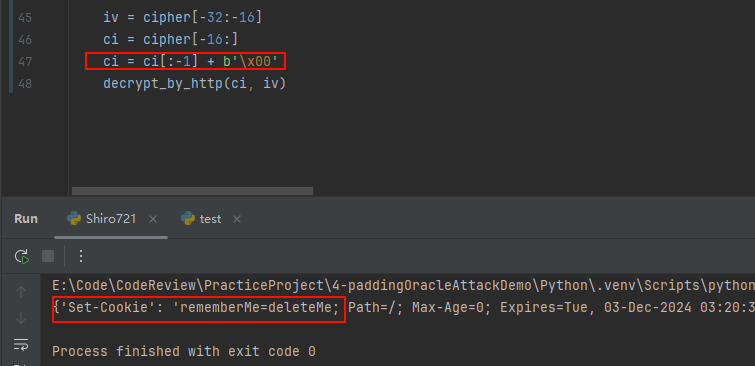 45 iv = cipher[-32:-16]
46 ci = cipher[-16:]
47 ci = ci[:-1] + b'\x00'
48 decrypt_by_http(ci, iv)
Run Shiro721 × test ×
E:\Code\CodeReview\PracticeProject\4-paddingOracleAttackDemo\Python\.venv\Scripts\python
{'Set-Cookie': 'rememberMe=deleteMe; Path=/; Max-Age=0; Expires=Tue, 03-Dec-2024 03:20:3
Process finished with exit code 0